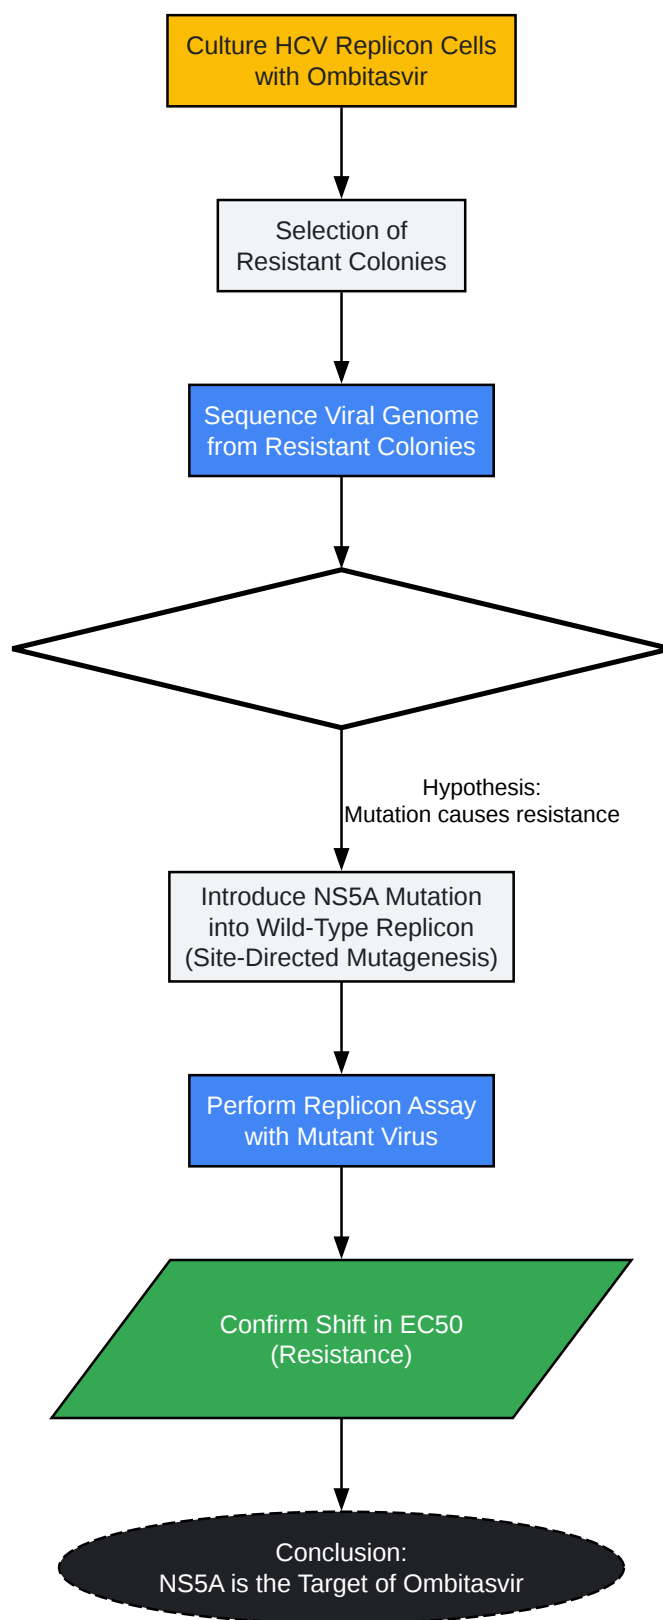 Culture HCV Replicon Cells
with Ombitasvir
Selection of
Resistant Colonies
Sequence Viral Genome
from Resistant Colonies
Hypothesis:
Mutation causes resistance
Introduce NS5A Mutation
into Wild-Type Replicon
(Site-Directed Mutagenesis)
Perform Replicon Assay
with Mutant Virus
Confirm Shift in EC50
(Resistance)
Conclusion:
NS5A is the Target of Ombitasvir